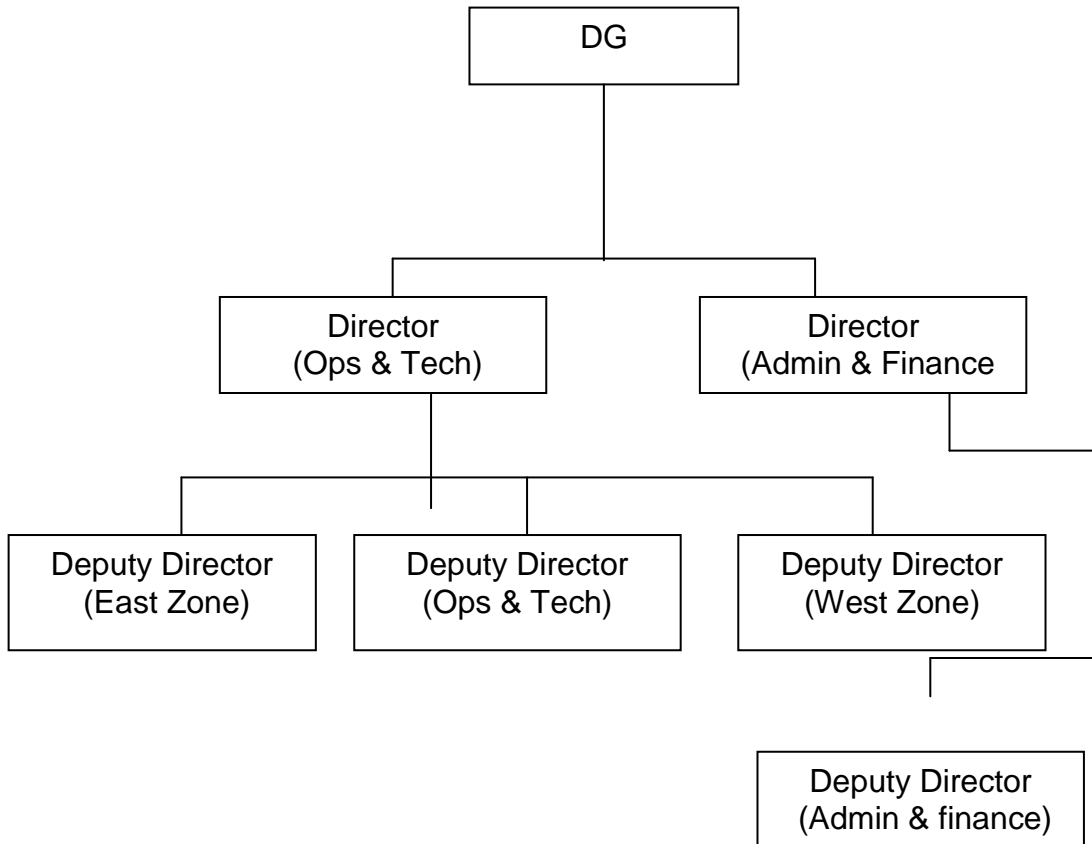 DG
Director
(Ops & Tech)
Director
(Admin & Finance
Deputy Director
(East Zone)
Deputy Director
(Ops & Tech)
Deputy Director
(West Zone)
Deputy Director
(Admin & finance)